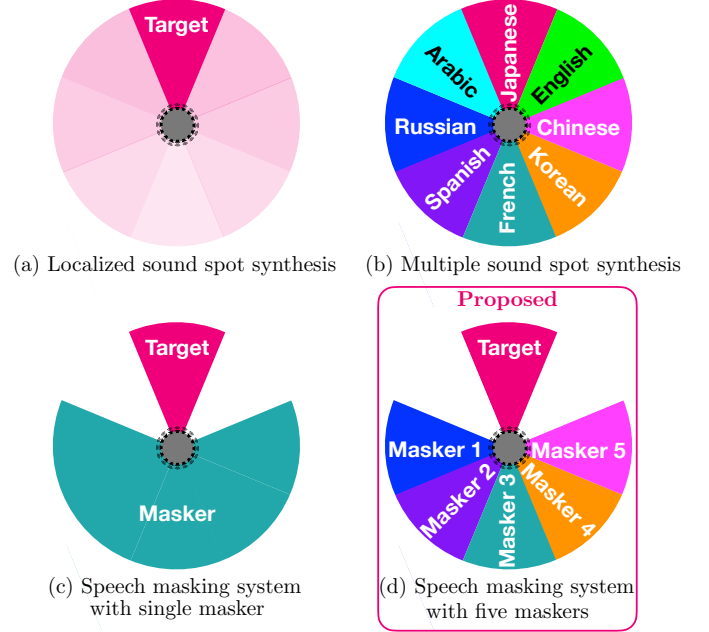 Target
(a) Localized sound spot synthesis
Japanese
English
Chinese
Korean
French
Spanish
Russian
Arabic
(b) Multiple sound spot synthesis
Target
Masker
(c) Speech masking system
with single masker
Proposed
Target
Masker 1
Masker 2
Masker 3
Masker 4
Masker 5
(d) Speech masking system
with five maskers